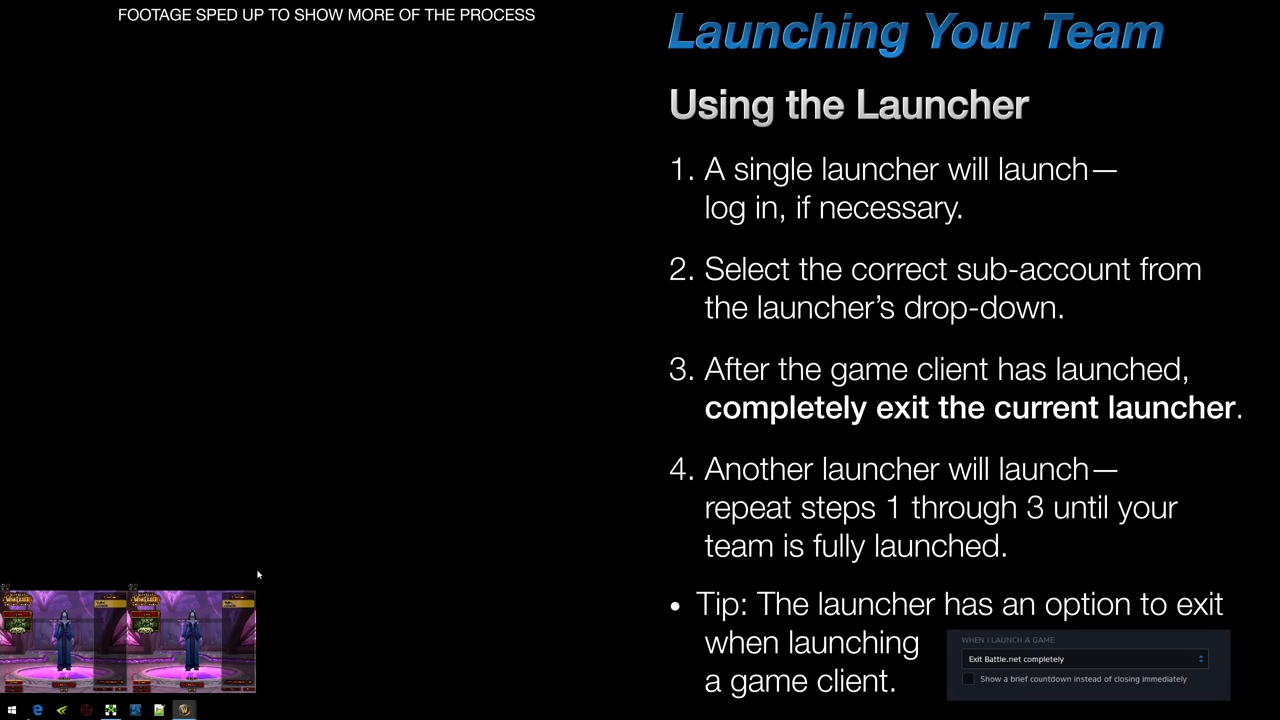 FOOTAGE SPED UP TO SHOW MORE OF THE PROCESS
Launching Your Team
Using the Launcher
1. A single launcher will launch—
log in, if necessary.
2. Select the correct sub-account from
the launcher’s drop-down.
3. After the game client has launched,
completely exit the current launcher.
4. Another launcher will launch—
repeat steps 1 through 3 until your
team is fully launched.
• Tip: The launcher has an option to exit
when launching
a game client.
WHEN I LAUNCH A GAME
Exit Battle.net completely
Show a brief countdown instead of closing immediately